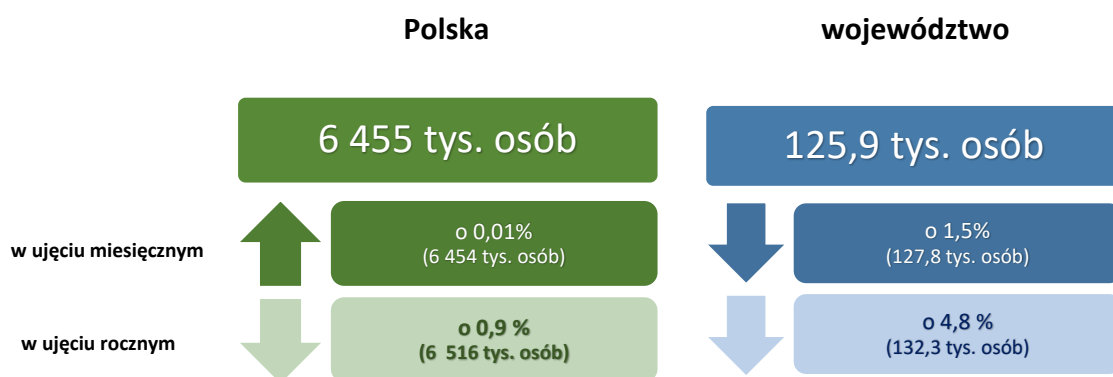 Polska
województwo
6 455 tys. osób
125,9 tys. osób
w ujęciu miesięcznym
o 0,01%
(6 454 tys. osób)
o 1,5%
(127,8 tys. osób)
w ujęciu rocznym
o 0,9 %
(6 516 tys. osób)
o 4,8 %
(132,3 tys. osób)